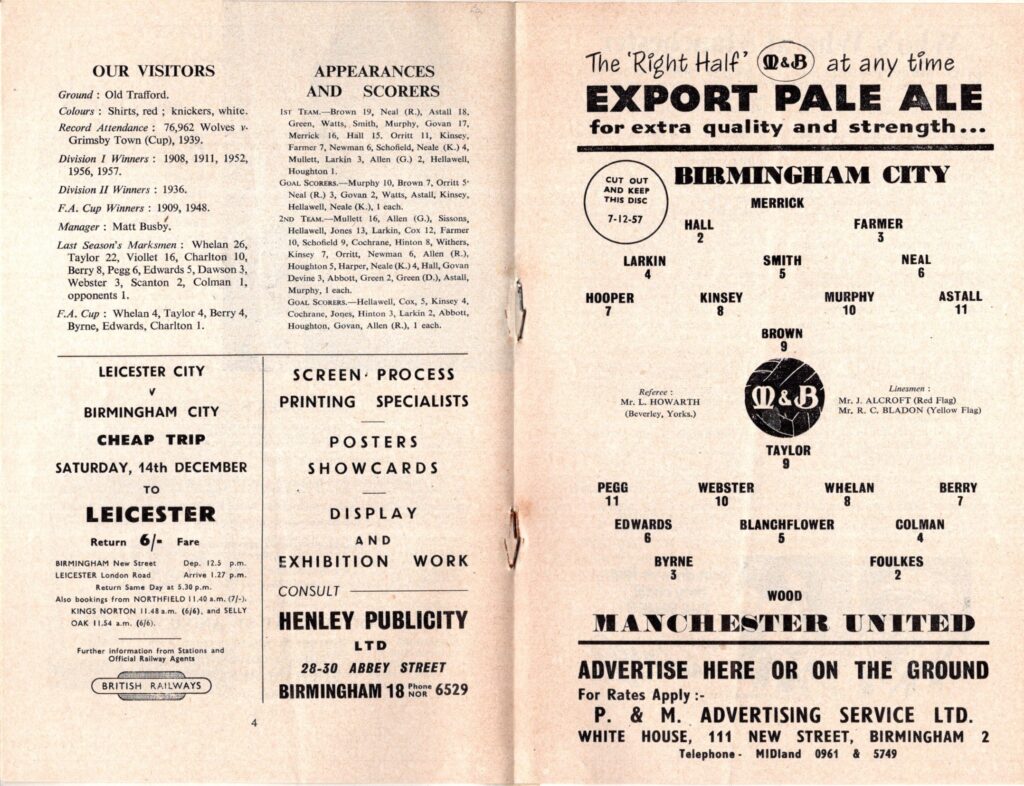 OUR VISITORS
Ground : Old Trafford.
Colours : Shirts, red ; knickers, white.
Record Attendance : 76,962 Wolves v-
Grimsby Town (Cup), 1939.
Division I Winners : 1908, 1911, 1952,
1956, 1957.
Division II Winners : 1936.
F.A. Cup Winners : 1909, 1948.
Manager : Matt Busby.
Last Season's Marksmen : Whelan 26,
Taylor 22, Viollet 16, Charlton 10,
Berry 8, Pegg 6, Edwards 5, Dawson 3,
Webster 3, Scanton 2, Colman 1,
opponents 1.
F.A. Cup : Whelan 4, Taylor 4, Berry 4,
Byrne, Edwards, Charlton 1.
APPEARANCES
AND SCORERS
1ST TEAM.—Brown 19, Neal (R.), Astall 18,
Green, Watts, Smith, Murphy, Govan 17,
Merrick 16, Hall 15, Orritt 11, Kinsey,
Farmer 7, Newman 6, Schofield, Neale (K.) 4,
Mullett, Larkin 3, Allen (G.) 2, Hellawell,
Houghton 1.
GOAL SCORERS.—Murphy 10, Brown 7, Orritt 5·
Neal (R.) 3, Govan 2, Watts, Astall, Kinsey,
Hellawell, Neale (K.), 1 each.
2ND TEAM.—Mullett 16, Allen (G.), Sissons,
Hellawell, Jones 13, Larkin, Cox 12, Farmer
10, Schofield 9, Cochrane, Hinton 8, Withers,
Kinsey 7, Orritt, Newman 6, Allen (R.),
Houghton 5, Harper, Neale (K.) 4, Hall, Govan
Devine 3, Abbott, Green 2, Green (D.), Astall,
Murphy, 1 each.
GOAL SCORERS.—Hellawell, Cox, 5, Kinsey 4,
Cochrane, Jones, Hinton 3, Larkin 2, Abbott,
Houghton, Govan, Allen (R.), 1 each.
LEICESTER CITY
v
BIRMINGHAM CITY
CHEAP TRIP
SATURDAY, 14th DECEMBER
TO
LEICESTER
Return 6/- Fare
BIRMINGHAM New Street Dep. 12.5 p.m.
LEICESTER London Road Arrive 1.27 p.m.
Return Same Day at 5.30 p.m.
Also bookings from NORTHFIELD 11.40 a.m. (7/-).
KINGS NORTON 11.48 a.m. (6/6), and SELLY
OAK 11.54 a.m. (6/6).
Further information from Stations and
Official Railway Agents
BRITISH RAILWAYS
SCREEN PROCESS
PRINTING SPECIALISTS
POSTERS
SHOWCARDS
DISPLAY
AND
EXHIBITION WORK
CONSULT
HENLEY PUBLICITY
LTD
28-30 ABBEY STREET
BIRMINGHAM 18 Phone NOR 6529
4
The 'Right Half' M&B at any time
EXPORT PALE ALE
for extra quality and strength...
CUT OUT
AND KEEP
THIS DISC
7-12-57
BIRMINGHAM CITY
MERRICK
HALL FARMER
2 3
LARKIN SMITH NEAL
4 5 6
HOOPER KINSEY MURPHY ASTALL
7 8 10 11
BROWN
9
M&B
Referee :
Mr. L. HOWARTH
(Beverley, Yorks.)
Linesmen :
Mr. J. ALCROFT (Red Flag)
Mr. R. C. BLADON (Yellow Flag)
TAYLOR
9
PEGG WEBSTER WHELAN BERRY
11 10 8 7
EDWARDS BLANCHFLOWER COLMAN
6 5 4
BYRNE FOULKES
3 2
WOOD
MANCHESTER UNITED
ADVERTISE HERE OR ON THE GROUND
For Rates Apply :-
P. & M. ADVERTISING SERVICE LTD.
WHITE HOUSE, 111 NEW STREET, BIRMINGHAM 2
Telephone - MIDland 0961 & 5749